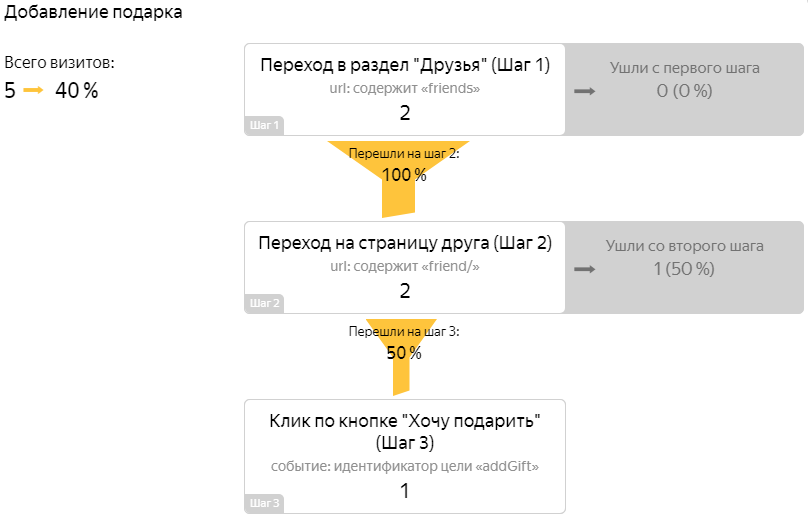 Добавление подарка
Всего визитов:
5 → 40 %
Переход в раздел "Друзья" (Шаг 1)
url: содержит «friends»
2
Шаг 1
Ушли с первого шага
0 (0 %)
Перешли на шаг 2:
100 %
Переход на страницу друга (Шаг 2)
url: содержит «friend/»
2
Шаг 2
Ушли со второго шага
1 (50 %)
Перешли на шаг 3:
50 %
Клик по кнопке "Хочу подарить"
(Шаг 3)
событие: идентификатор цели «addGift»
1
Шаг 3